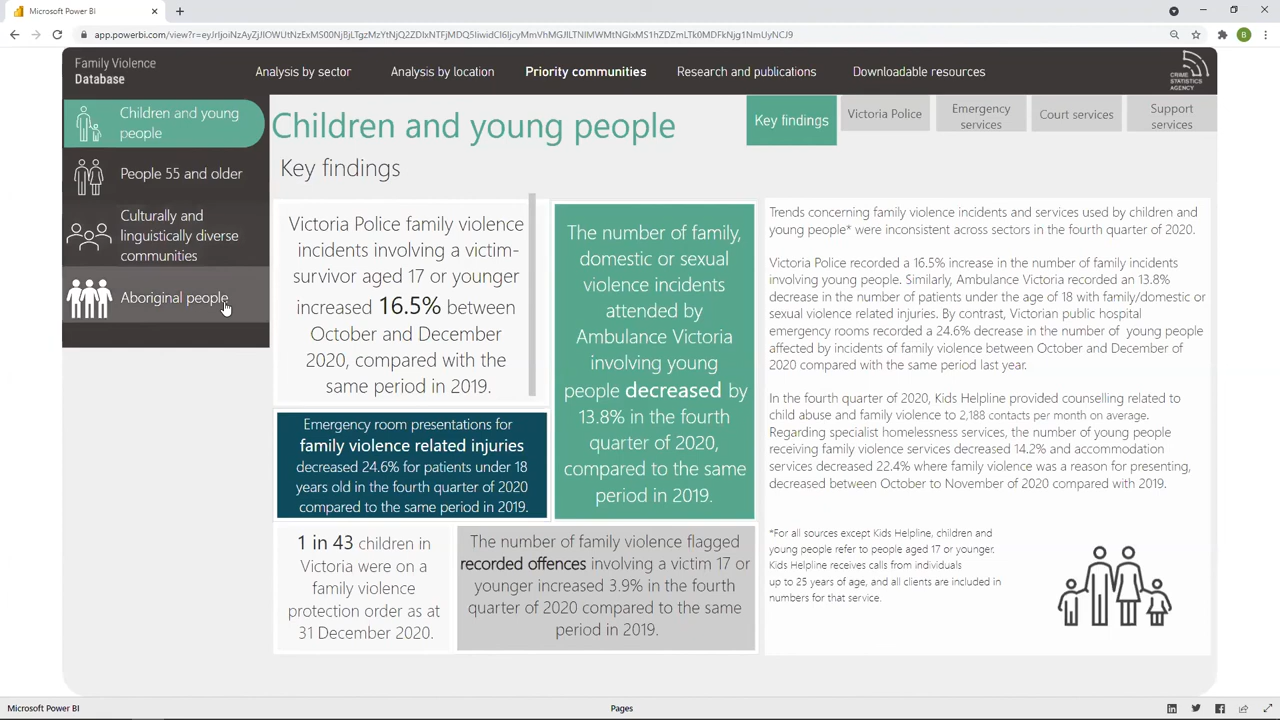 Microsoft Power BI
Family Violence
Database
Analysis by sector
Analysis by location
Priority communities
Research and publications
Downloadable resources
CRIME
STATISTICS
AGENCY
Children and young
people
People 55 and older
Culturally and
linguistically diverse
communities
Aboriginal people
Children and young people
Key findings
Victoria Police
Emergency
services
Court services
Support
services
Key findings
Victoria Police family violence
incidents involving a victim-
survivor aged 17 or younger
increased 16.5% between
October and December
2020, compared with the
same period in 2019.
The number of family,
domestic or sexual
violence incidents
attended by
Ambulance Victoria
involving young
people decreased by
13.8% in the fourth
quarter of 2020,
compared to the same
period in 2019.
Emergency room presentations for
family violence related injuries
decreased 24.6% for patients under 18
years old in the fourth quarter of 2020
compared to the same period in 2019.
1 in 43 children in
Victoria were on a
family violence
protection order as at
31 December 2020.
The number of family violence flagged
recorded offences involving a victim 17 or
younger increased 3.9% in the fourth
quarter of 2020 compared to the same
period in 2019.
Trends concerning family violence incidents and services used by children and
young people* were inconsistent across sectors in the fourth quarter of 2020.
Victoria Police recorded a 16.5% increase in the number of family incidents
involving young people. Similarly, Ambulance Victoria recorded an 13.8%
decrease in the number of patients under the age of 18 with family/domestic or
sexual violence related injuries. By contrast, Victorian public hospital
emergency rooms recorded a 24.6% decrease in the number of young people
affected by incidents of family violence between October and December of
2020 compared with the same period last year.
In the fourth quarter of 2020, Kids Helpline provided counselling related to
child abuse and family violence to 2,188 contacts per month on average.
Regarding specialist homelessness services, the number of young people
receiving family violence services decreased 14.2% and accommodation
services decreased 22.4% where family violence was a reason for presenting,
decreased between October to November of 2020 compared with 2019.
*For all sources except Kids Helpline, children and
young people refer to people aged 17 or younger.
Kids Helpline receives calls from individuals
up to 25 years of age, and all clients are included in
numbers for that service.
Microsoft Power BI
Pages